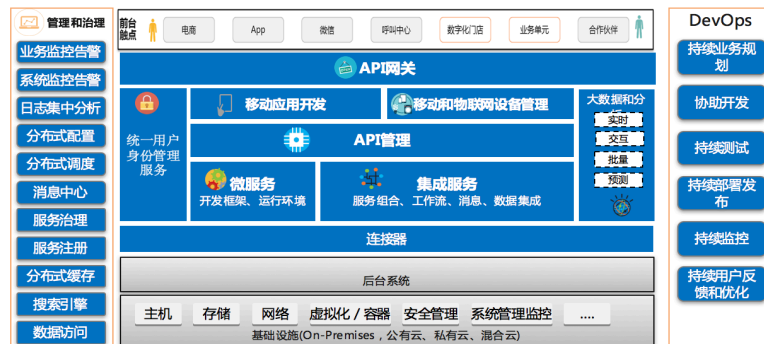 管理和治理
业务监控告警
系统监控告警
日志集中分析
分布式配置
分布式调度
消息中心
服务治理
服务注册
分布式缓存
搜索引擎
数据访问
前台
触点
电商
App
微信
呼叫中心
数字化门店
业务单元
合作伙伴
API网关
统一用户
身份管理
服务
移动应用开发
移动和物联网设备管理
API管理
微服务
开发框架、运行环境
集成服务
服务组合、工作流、消息、数据集成
大数据和分
实时
交互
批量
预测
连接器
后台系统
主机
存储
网络
虚拟化 / 容器
安全管理
系统管理监控
....
基础设施(On-Premises，公有云、私有云、混合云)
DevOps
持续业务规
划
协助开发
持续测试
持续部署发
布
持续监控
持续用户反
馈和优化